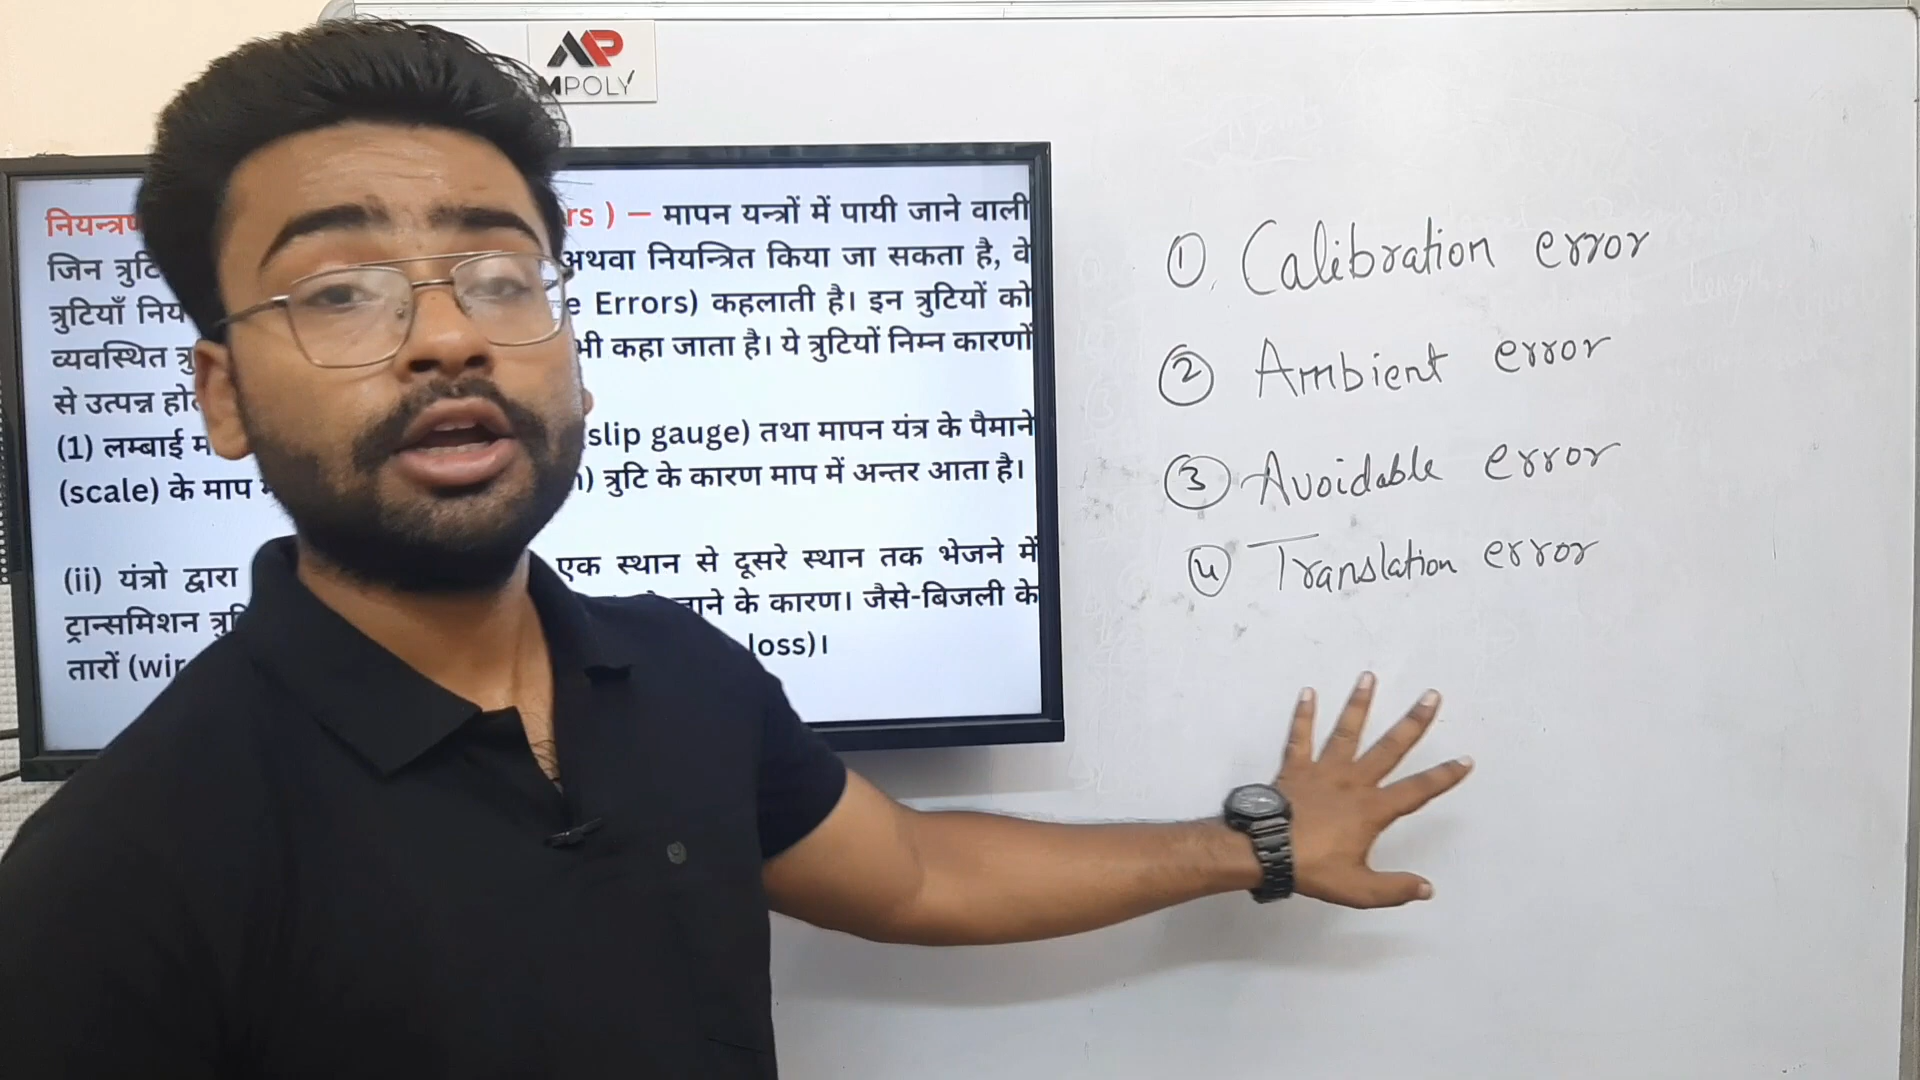 MPOLY
नियन्त्रण rs ) – मापन यन्त्रों में पायी जाने वाली
जिन त्रुटि अथवा नियन्त्रित किया जा सकता है, वे
त्रुटियाँ निय e Errors) कहलाती है। इन त्रुटियों को
व्यवस्थित त्रु भी कहा जाता है। ये त्रुटियों निम्न कारणों
से उत्पन्न हो
(1) लम्बाई म slip gauge) तथा मापन यंत्र के पैमाने
(scale) के माप ) त्रुटि के कारण माप में अन्तर आता है।
(ii) यंत्रो द्वारा एक स्थान से दूसरे स्थान तक भेजने में
ट्रान्समिशन त्रु जाने के कारण। जैसे-बिजली के
तारों (wir loss)।
1. Calibration error
2 Ambient error
3 Avoidable error
4 Translation error